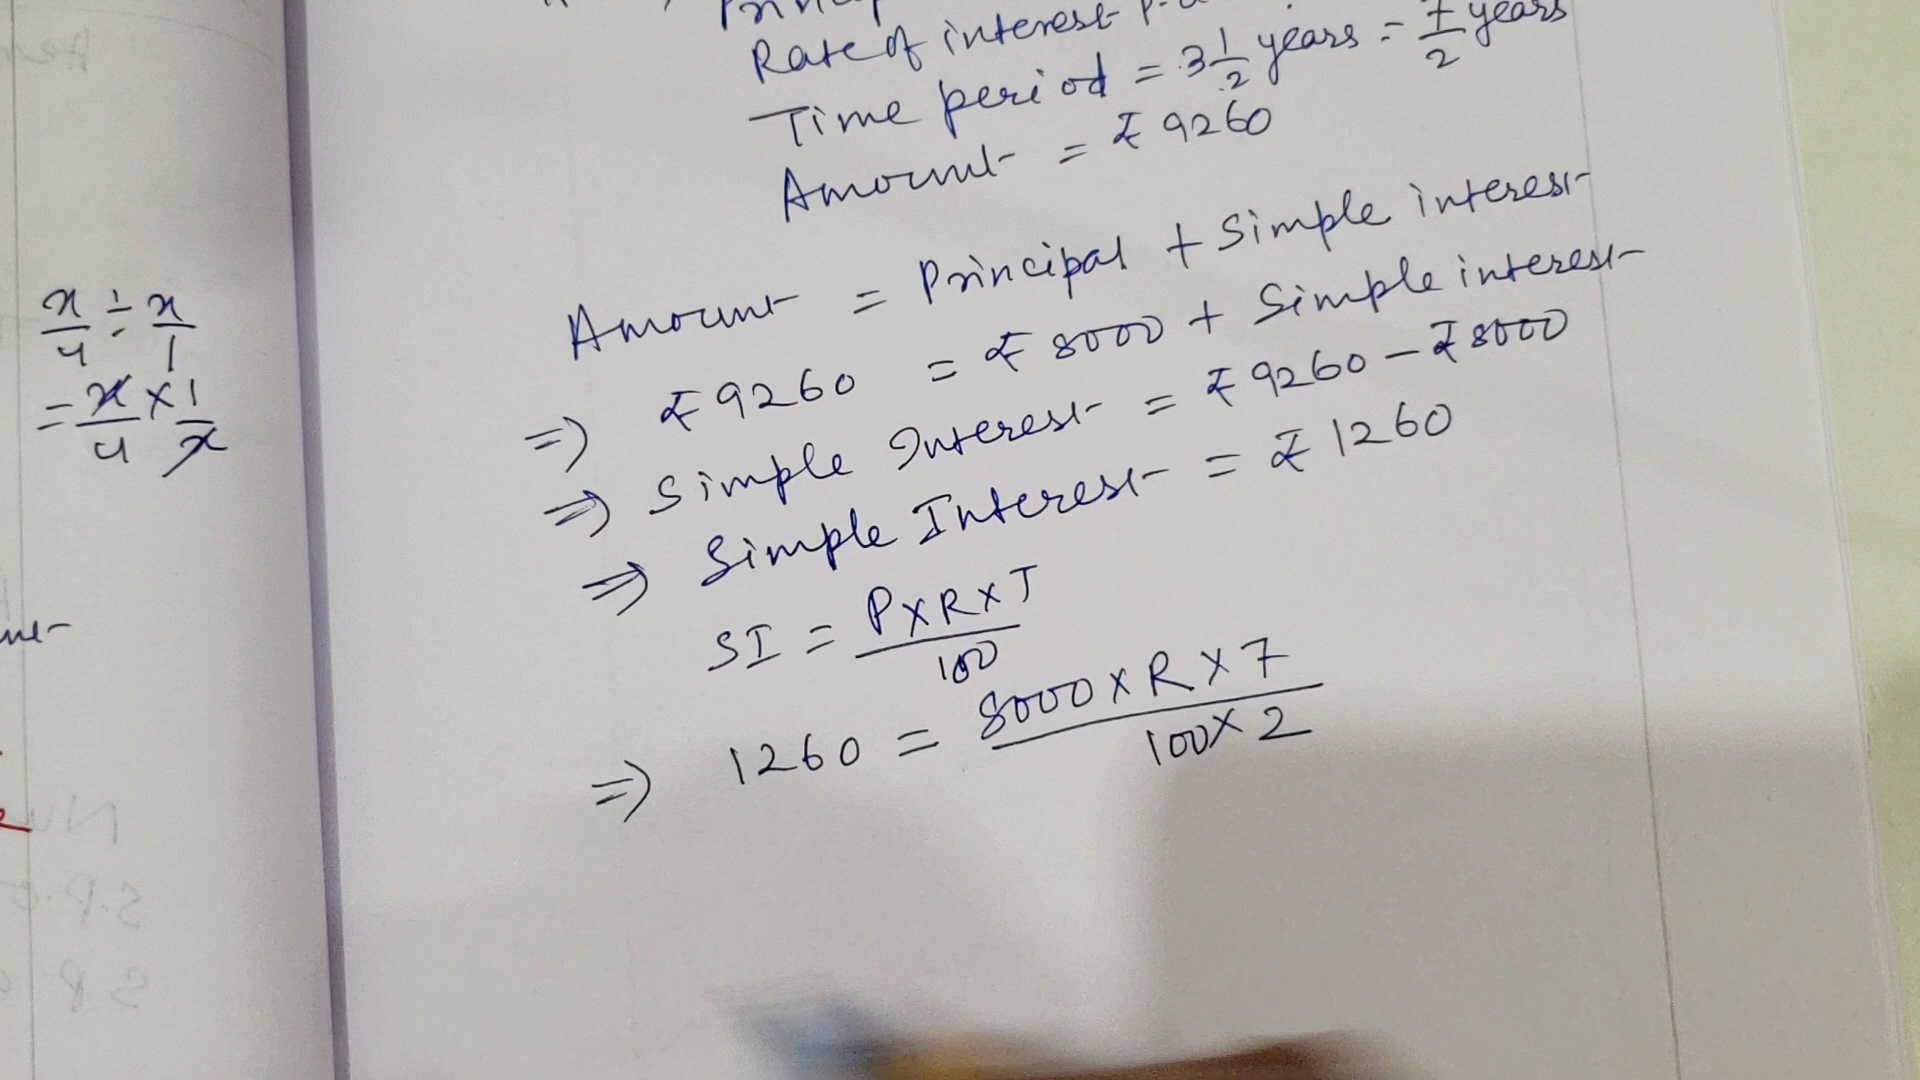 Rate of interest
Time period = 3 1/2 years = 7/2 years
Amount = ₹ 9260
Amount = Principal + Simple interest
⇒ ₹ 9260 = ₹ 8000 + Simple interest
⇒ Simple Interest = ₹ 9260 - ₹ 8000
⇒ Simple Interest = ₹ 1260
SI = P×R×T/100
⇒ 1260 = 8000×R×7/100×2
x/4 ÷ x/1
= x/4 × 1/x